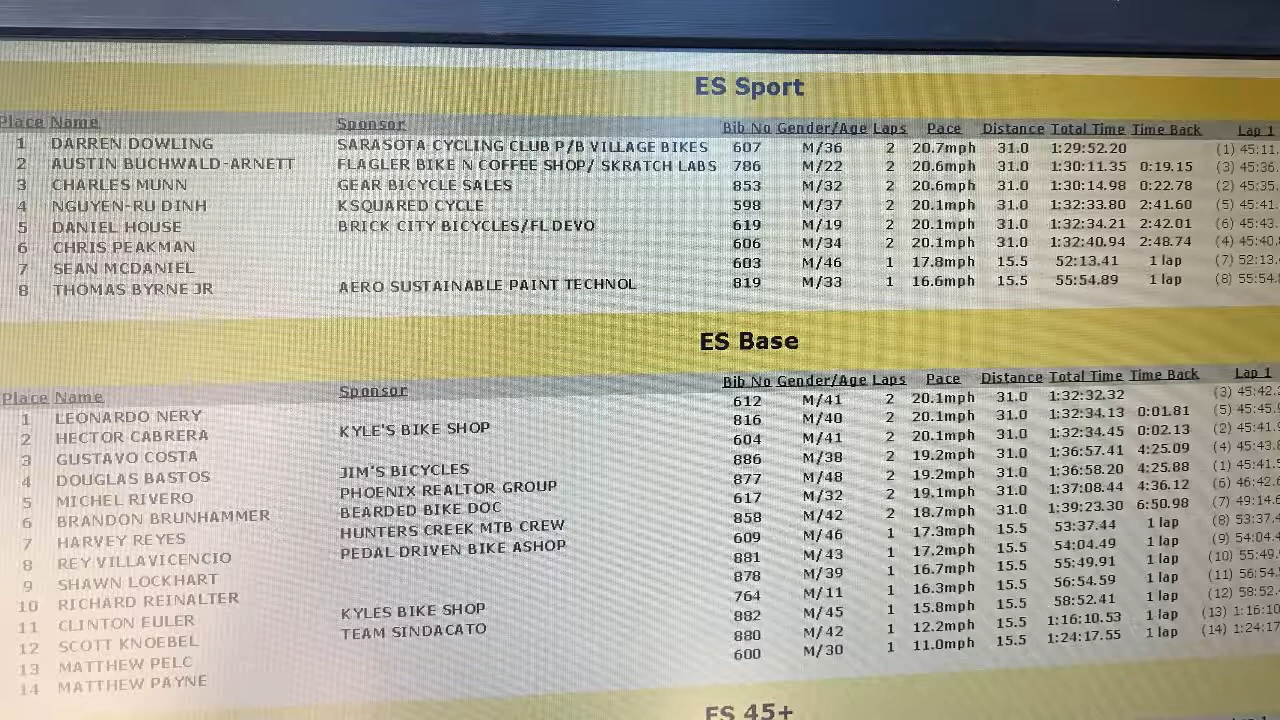 ES Sport
Place Name Sponsor Bib No Gender/Age Laps Pace Distance Total Time Time Back Lap 1
1 DARREN DOWLING SARASOTA CYCLING CLUB P/B VILLAGE BIKES 607 M/36 2 20.7mph 31.0 1:29:52.20 (1) 45:11.
2 AUSTIN BUCHWALD-ARNETT FLAGLER BIKE N COFFEE SHOP/ SKRATCH LABS 786 M/22 2 20.6mph 31.0 1:30:11.35 0:19.15 (3) 45:36.
3 CHARLES MUNN GEAR BICYCLE SALES 853 M/32 2 20.6mph 31.0 1:30:14.98 0:22.78 (2) 45:35.
4 NGUYEN-RU DINH KSQUARED CYCLE 598 M/37 2 20.1mph 31.0 1:32:33.80 2:41.60 (5) 45:41.
5 DANIEL HOUSE BRICK CITY BICYCLES/FL DEVO 619 M/19 2 20.1mph 31.0 1:32:34.21 2:42.01 (6) 45:43.
6 CHRIS PEAKMAN 606 M/34 2 20.1mph 31.0 1:32:40.94 2:48.74 (4) 45:40.
7 SEAN MCDANIEL 603 M/46 1 17.8mph 15.5 52:13.41 1 lap (7) 52:13.
8 THOMAS BYRNE JR AERO SUSTAINABLE PAINT TECHNOL 819 M/33 1 16.6mph 15.5 55:54.89 1 lap (8) 55:54.
ES Base
Place Name Sponsor Bib No Gender/Age Laps Pace Distance Total Time Time Back Lap 1
1 LEONARDO NERY 612 M/41 2 20.1mph 31.0 1:32:32.32 (3) 45:42.
2 HECTOR CABRERA KYLE'S BIKE SHOP 816 M/40 2 20.1mph 31.0 1:32:34.13 0:01.81 (5) 45:45.
3 GUSTAVO COSTA 604 M/41 2 20.1mph 31.0 1:32:34.45 0:02.13 (2) 45:41.9
4 DOUGLAS BASTOS JIM'S BICYCLES 886 M/38 2 19.2mph 31.0 1:36:57.41 4:25.09 (4) 45:43.
5 MICHEL RIVERO PHOENIX REALTOR GROUP 877 M/48 2 19.2mph 31.0 1:36:58.20 4:25.88 (1) 45:41.5
6 BRANDON BRUNHAMMER BEARDED BIKE DOC 617 M/32 2 19.1mph 31.0 1:37:08.44 4:36.12 (6) 46:42.6
7 HARVEY REYES HUNTERS CREEK MTB CREW 858 M/42 2 18.7mph 31.0 1:39:23.30 6:50.98 (7) 49:14.6
8 REY VILLAVICENCIO PEDAL DRIVEN BIKE ASHOP 609 M/46 1 17.3mph 15.5 53:37.44 1 lap (8) 53:37.4
9 SHAWN LOCKHART 881 M/43 1 17.2mph 15.5 54:04.49 1 lap (9) 54:04.4
10 RICHARD REINALTER 878 M/39 1 16.7mph 15.5 55:49.91 1 lap (10) 55:49.
11 CLINTON EULER KYLES BIKE SHOP 764 M/11 1 16.3mph 15.5 56:54.59 1 lap (11) 56:54.
12 SCOTT KNOEBEL TEAM SINDACATO 882 M/45 1 15.8mph 15.5 58:52.41 1 lap (12) 58:52.
13 MATTHEW PELC 880 M/42 1 12.2mph 15.5 1:16:10.53 1 lap (13) 1:16:10
14 MATTHEW PAYNE 600 M/30 1 11.0mph 15.5 1:24:17.55 1 lap (14) 1:24:17
ES 45+